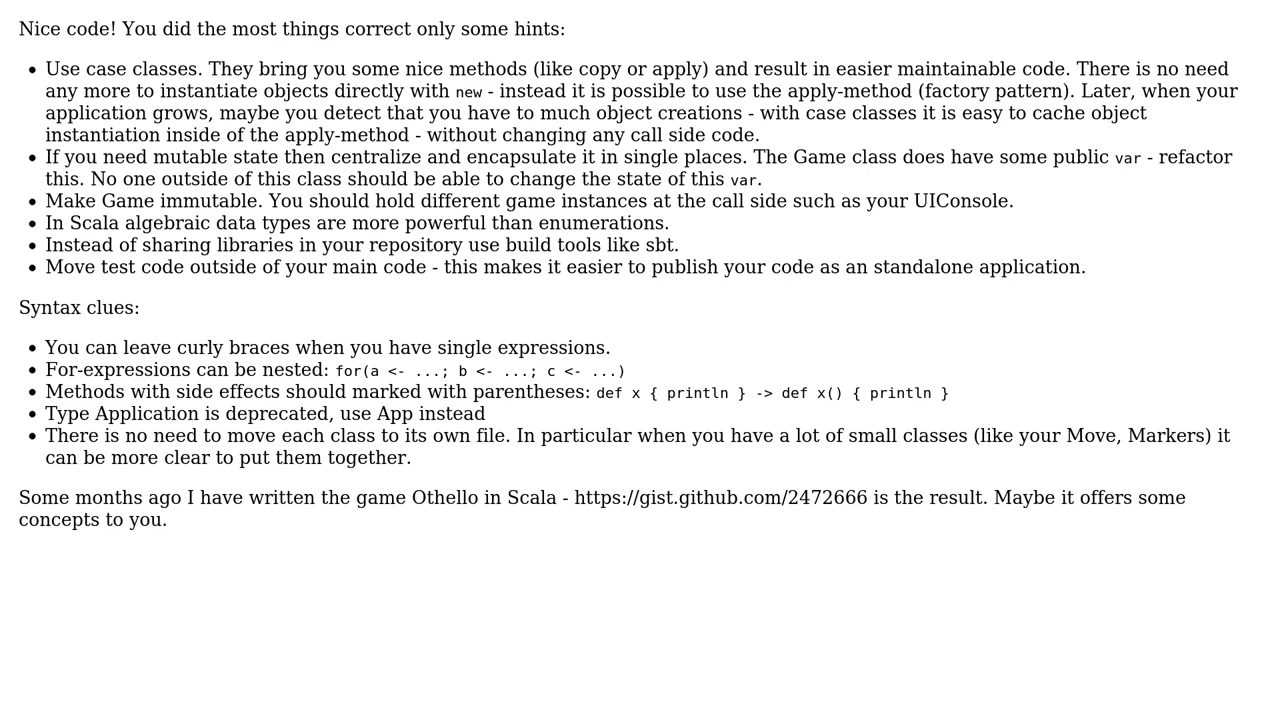 Nice code! You did the most things correct only some hints:
• Use case classes. They bring you some nice methods (like copy or apply) and result in easier maintainable code. There is no need
any more to instantiate objects directly with new - instead it is possible to use the apply-method (factory pattern). Later, when your
application grows, maybe you detect that you have to much object creations - with case classes it is easy to cache object
instantiation inside of the apply-method - without changing any call side code.
• If you need mutable state then centralize and encapsulate it in single places. The Game class does have some public var - refactor
this. No one outside of this class should be able to change the state of this var.
• Make Game immutable. You should hold different game instances at the call side such as your UIConsole.
• In Scala algebraic data types are more powerful than enumerations.
• Instead of sharing libraries in your repository use build tools like sbt.
• Move test code outside of your main code - this makes it easier to publish your code as an standalone application.
Syntax clues:
• You can leave curly braces when you have single expressions.
• For-expressions can be nested: for(a <- ...; b <- ...; c <- ...)
• Methods with side effects should marked with parentheses: def x { println } -> def x() { println }
• Type Application is deprecated, use App instead
• There is no need to move each class to its own file. In particular when you have a lot of small classes (like your Move, Markers) it
can be more clear to put them together.
Some months ago I have written the game Othello in Scala - https://gist.github.com/2472666 is the result. Maybe it offers some
concepts to you.